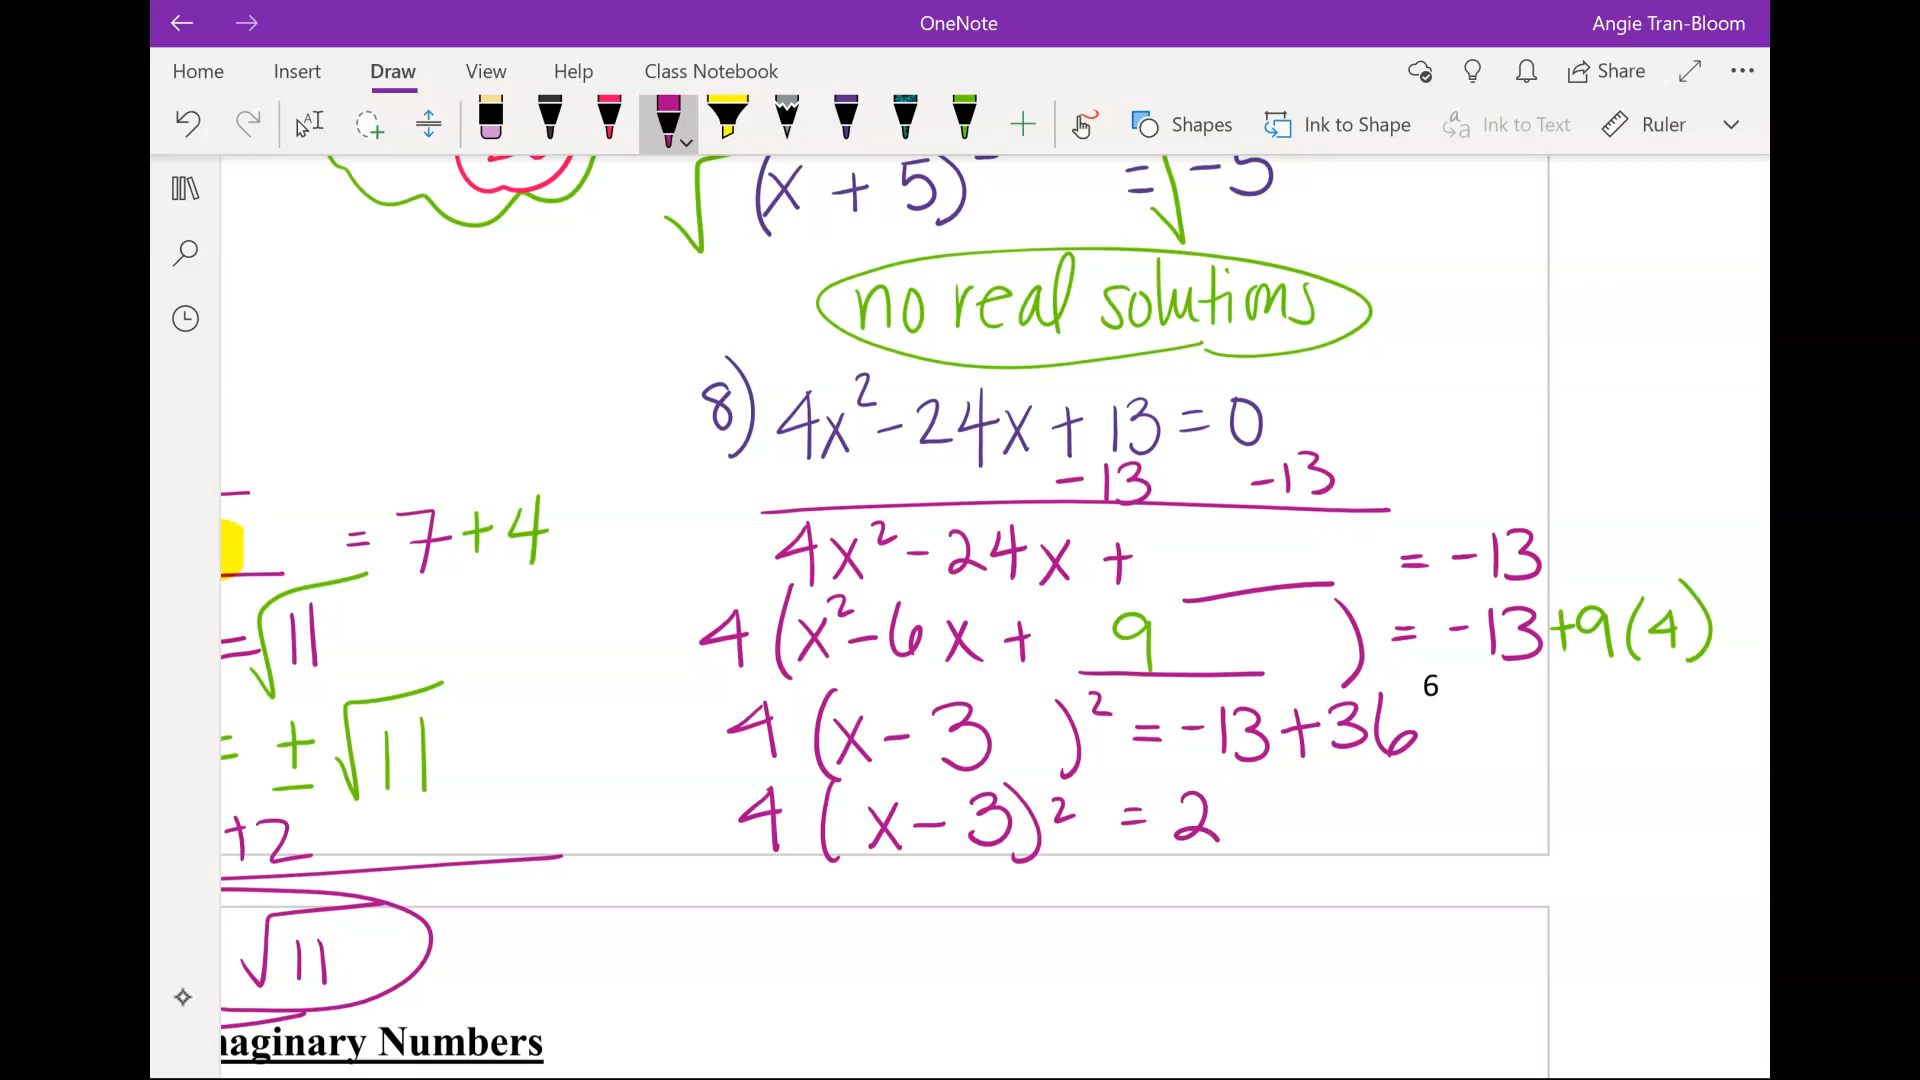 OneNote
Angie Tran-Bloom
Home Insert Draw View Help Class Notebook
Share
Shapes Ink to Shape Ink to Text Ruler
√(x + 5) = √-5
no real solutions
8) 4x² - 24x + 13 = 0
-13 -13
4x² - 24x + ___ = -13
4(x² - 6x + 9) = -13 + 9(4)
6
4(x - 3 )² = -13 + 36
4(x - 3)² = 2
= 7 + 4
= √11
= ± √11
+2
√11
maginary Numbers